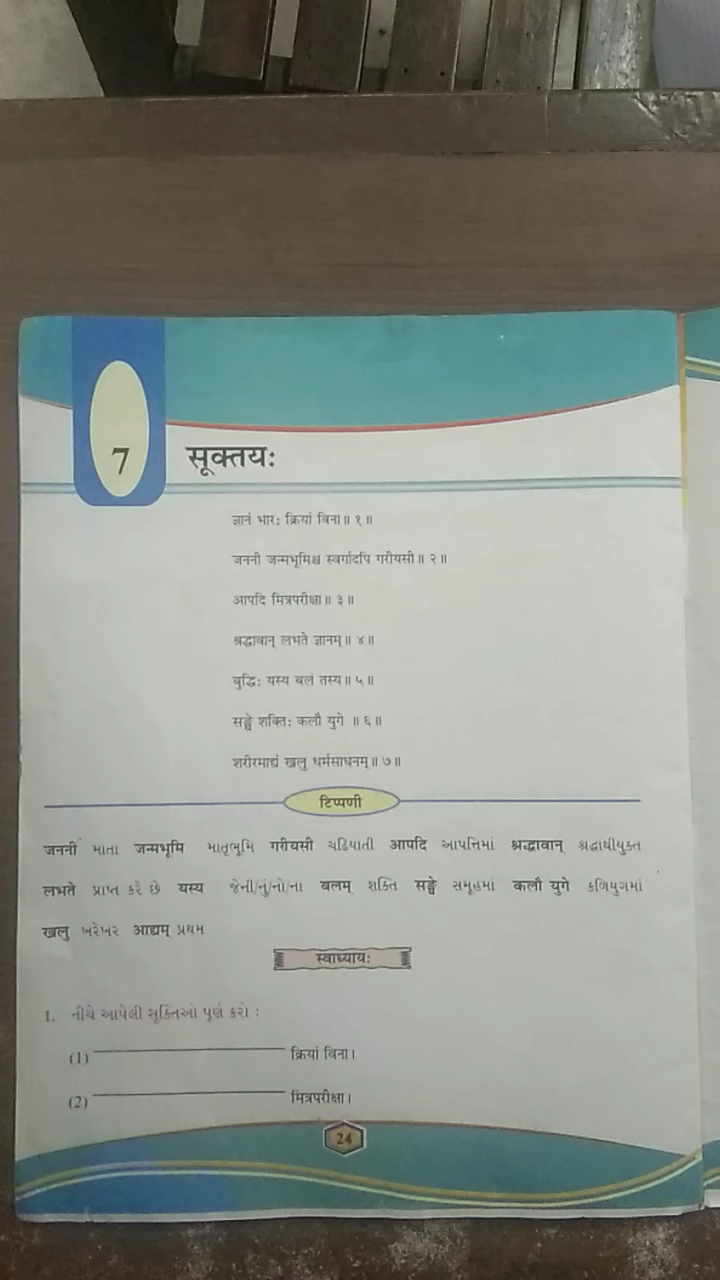 7
सूक्तयः
ज्ञानं भारः क्रियां विना॥ १॥
जननी जन्मभूमिश्च स्वर्गादपि गरीयसी॥ २॥
आपदि मित्रपरीक्षा॥ ३॥
श्रद्धावान् लभते ज्ञानम्॥ ४॥
बुद्धिः यस्य बलं तस्य॥ ५॥
सङ्घे शक्तिः कलौ युगे ॥ ६॥
शरीरमाद्यं खलु धर्मसाधनम्॥ ७॥
टिप्पणी
जननी માતા जन्मभूमि માતૃભૂમિ गरीयसी ચઢિયાતી आपदि આપત્તિમાં श्रद्धावान् શ્રદ્ધાથીયુક્ત
लभते પ્રાપ્ત કરે છે यस्य જેની/નું/નો/ના बलम् શક્તિ सङ्घे સમૂહમાં कलौ युगे કળિયુગમાં
खलु ખરેખર आद्यम् પ્રથમ
स्वाध्यायः
1. નીચે આપેલી સૂક્તિઓ પૂર્ણ કરો :
(1) __________ क्रियां विना।
(2) __________ मित्रपरीक्षा।
24